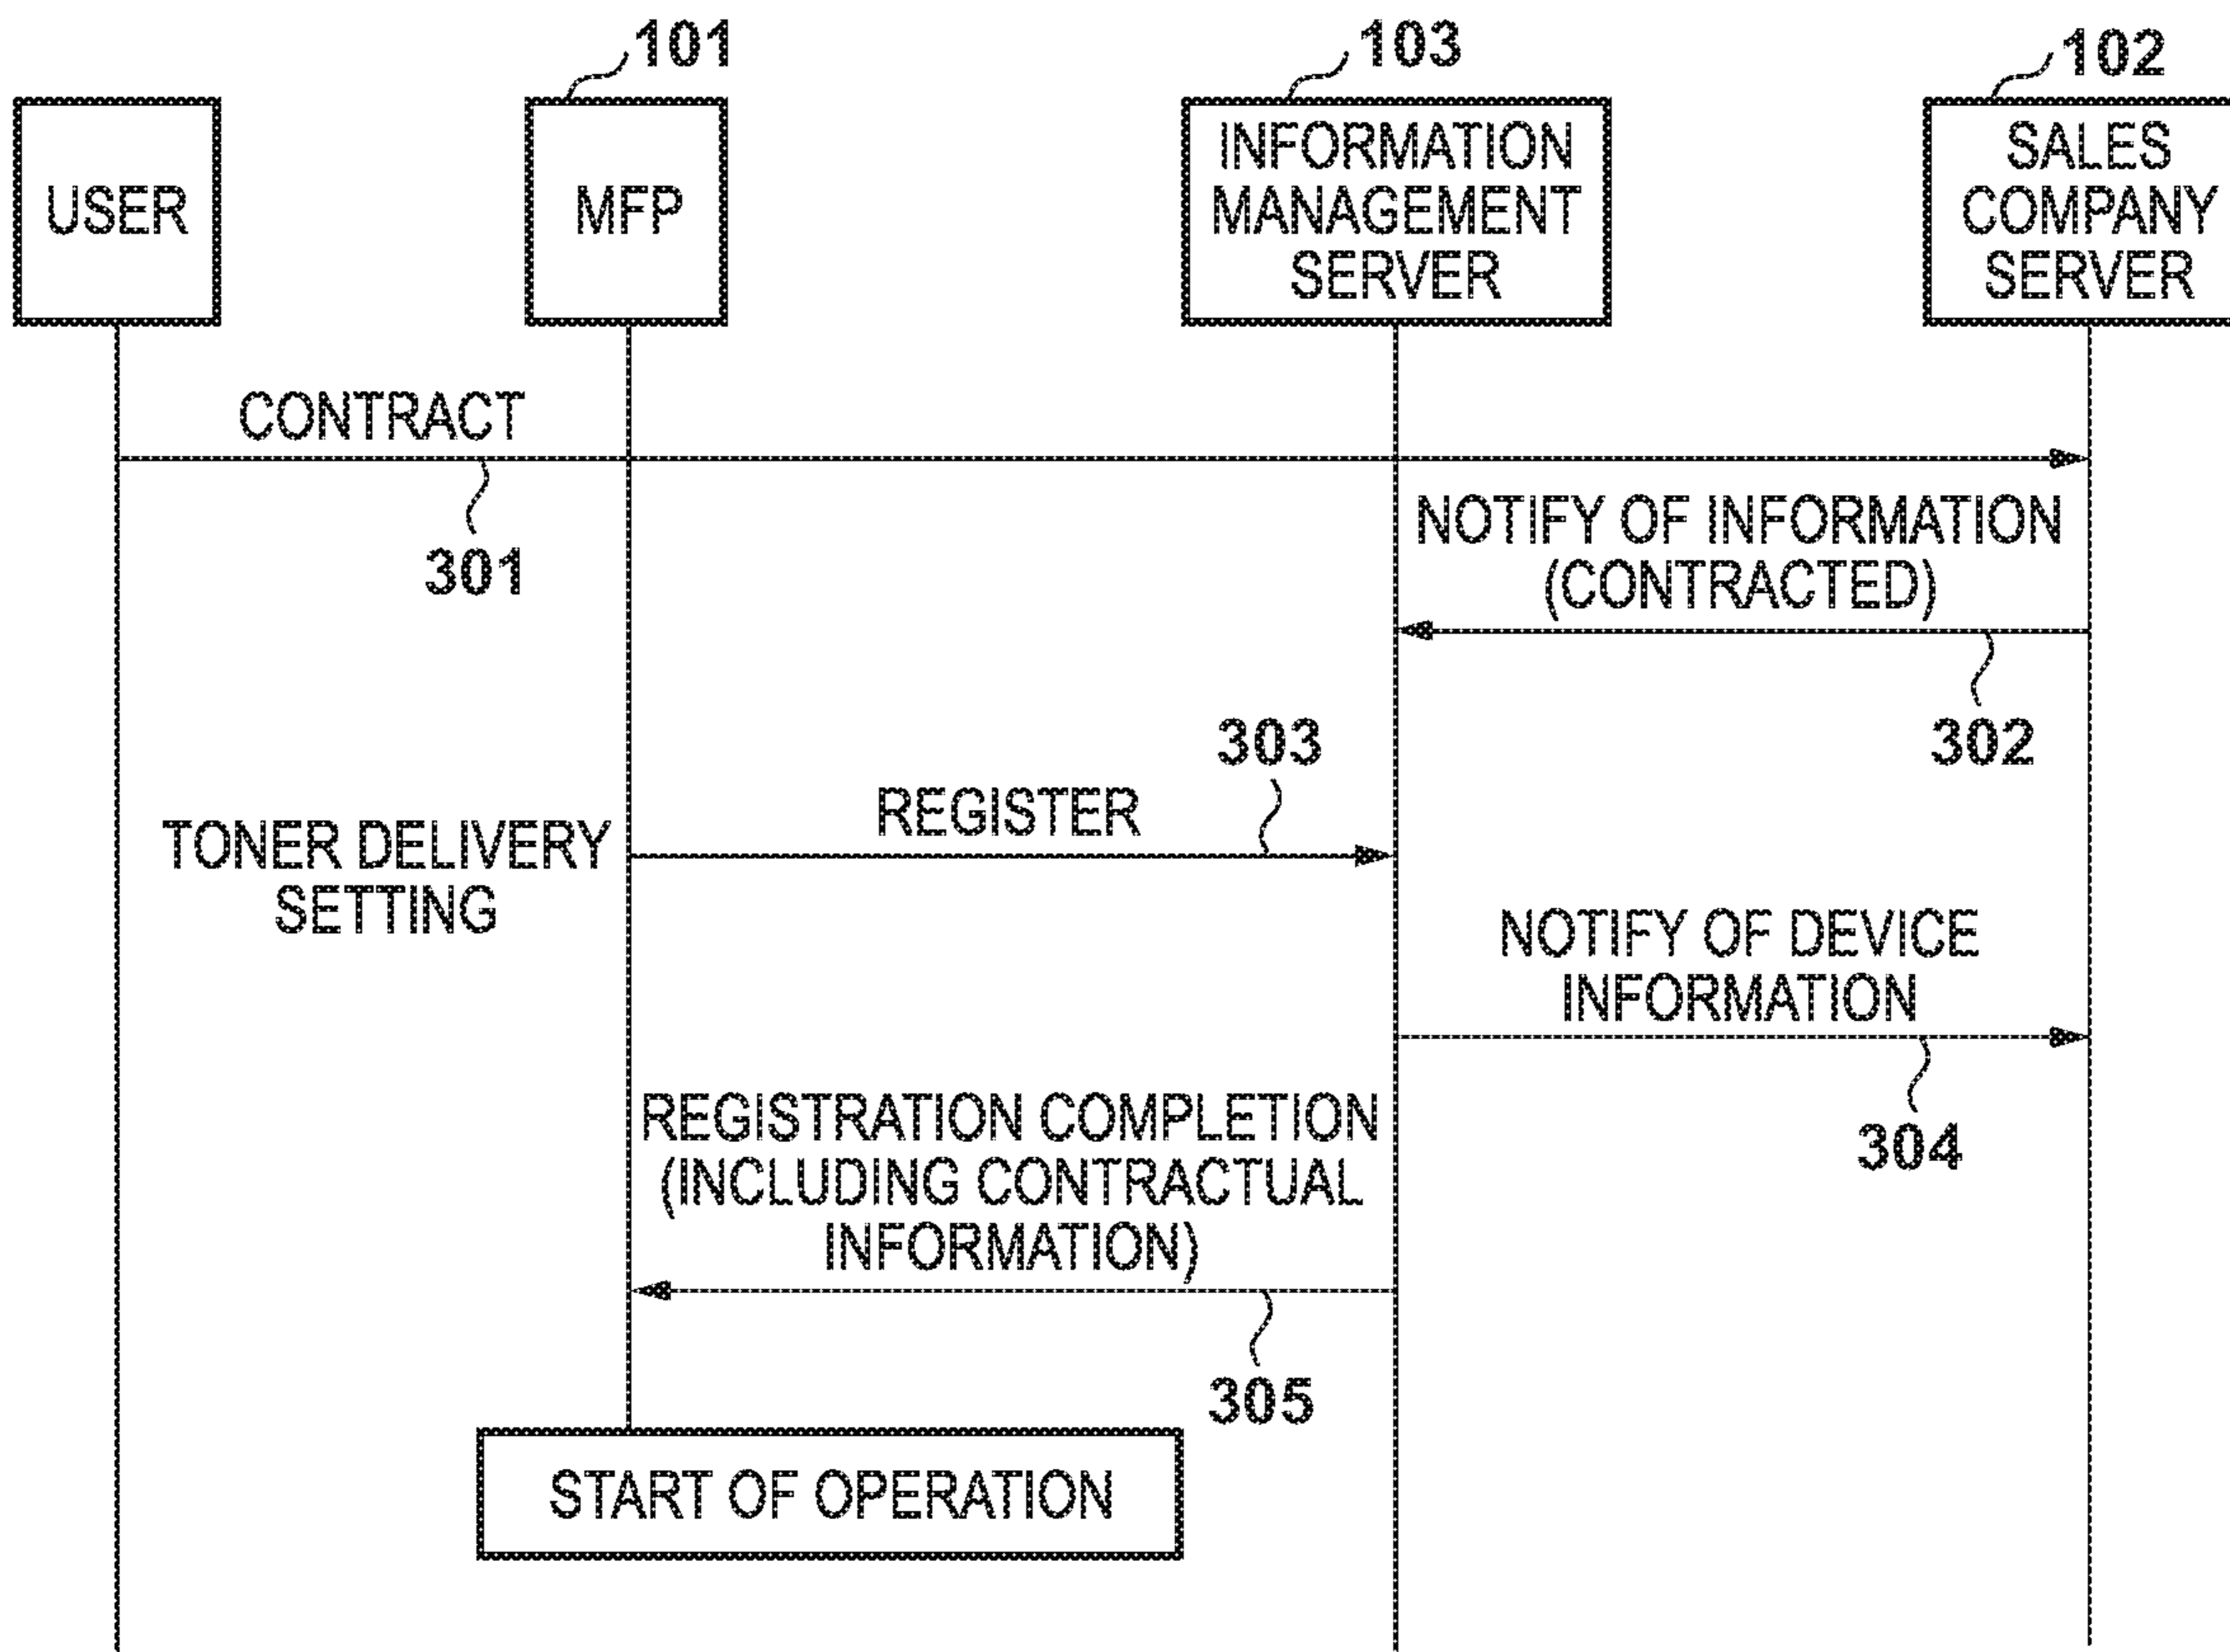 101
103
102
USER
MFP
INFORMATION
MANAGEMENT
SERVER
SALES
COMPANY
SERVER
CONTRACT
301
NOTIFY OF INFORMATION
(CONTRACTED)
302
303
REGISTER
TONER DELIVERY
SETTING
NOTIFY OF DEVICE
INFORMATION
304
REGISTRATION COMPLETION
(INCLUDING CONTRACTUAL
INFORMATION)
305
START OF OPERATION